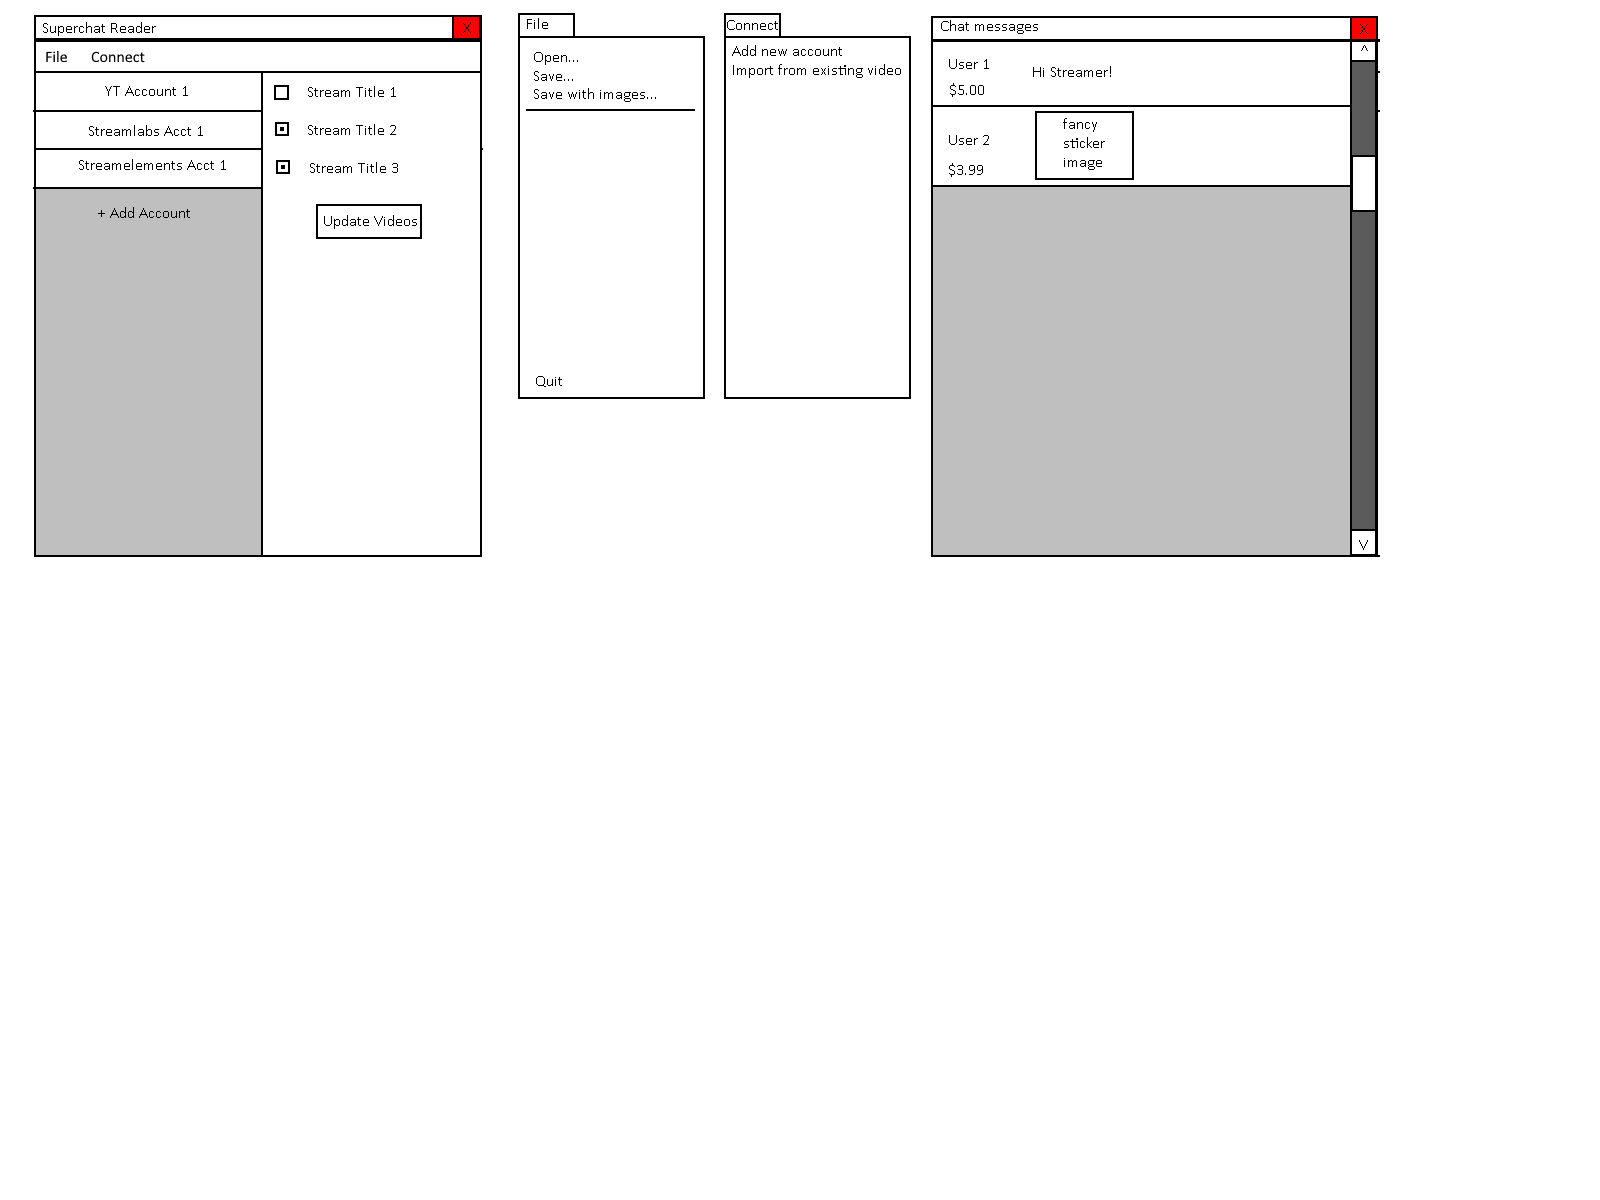 Superchat Reader
X
File Connect
YT Account 1
Streamlabs Acct 1
Streamelements Acct 1
+ Add Account
Stream Title 1
Stream Title 2
Stream Title 3
Update Videos
File
Open...
Save...
Save with images...
Quit
Connect
Add new account
Import from existing video
Chat messages
X
^
User 1
$5.00
Hi Streamer!
User 2
$3.99
fancy
sticker
image
V